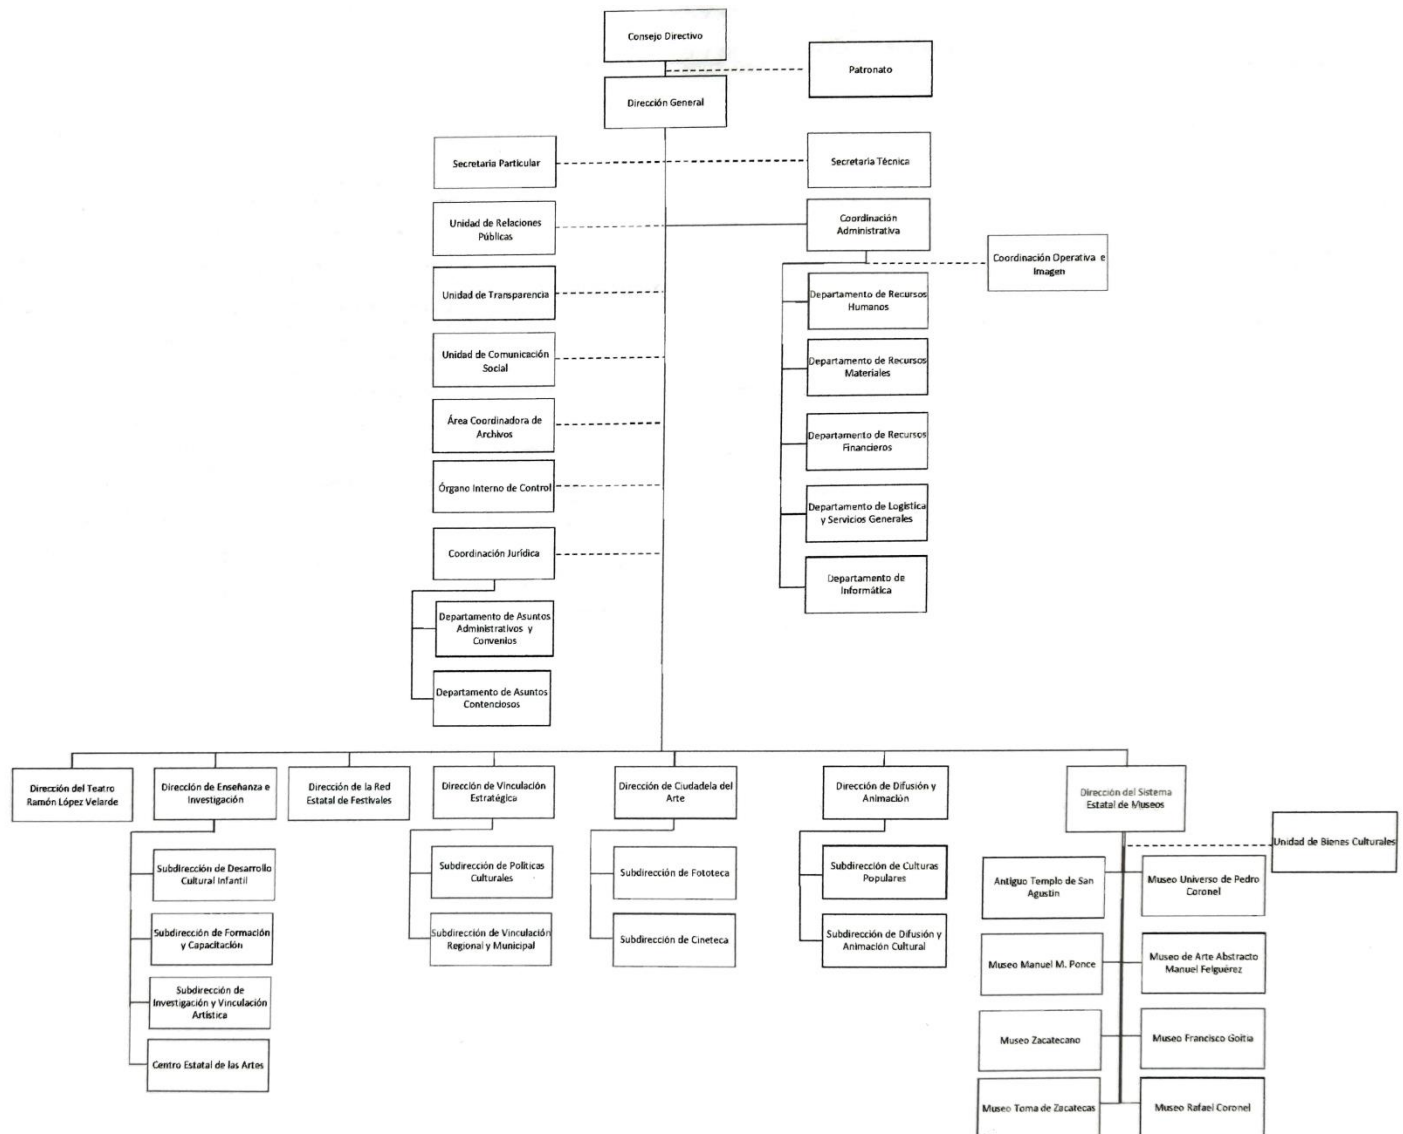 Consejo Directivo
Patronato
Dirección General
Secretaria Particular
Secretaria Técnica
Unidad de Relaciones
Públicas
Coordinación
Administrativa
Coordinación Operativa e
Imagen
Unidad de Transparencia
Departamento de Recursos
Humanos
Unidad de Comunicación
Social
Departamento de Recursos
Materiales
Área Coordinadora de
Archivos
Departamento de Recursos
Financieros
Órgano Interno de Control
Departamento de Logística
y Servicios Generales
Coordinación Jurídica
Departamento de
Informática
Departamento de Asuntos
Administrativos y
Convenios
Departamento de Asuntos
Contenciosos
Dirección del Teatro
Ramón López Velarde
Dirección de Enseñanza e
Investigación
Dirección de la Red
Estatal de Festivales
Dirección de Vinculación
Estratégica
Dirección de Ciudadela del
Arte
Dirección de Difusión y
Animación
Dirección del Sistema
Estatal de Museos
Unidad de Bienes Culturales
Subdirección de Desarrollo
Cultural Infantil
Subdirección de Políticas
Culturales
Subdirección de Fototeca
Subdirección de Culturas
Populares
Antiguo Templo de San
Agustín
Museo Universo de Pedro
Coronel
Subdirección de Formación
y Capacitación
Subdirección de Vinculación
Regional y Municipal
Subdirección de Cineteca
Subdirección de Difusión y
Animación Cultural
Museo Manuel M. Ponce
Museo de Arte Abstracto
Manuel Felguérez
Subdirección de
Investigación y Vinculación
Artística
Museo Zacatecano
Museo Francisco Goitia
Centro Estatal de las Artes
Museo Toma de Zacatecas
Museo Rafael Coronel